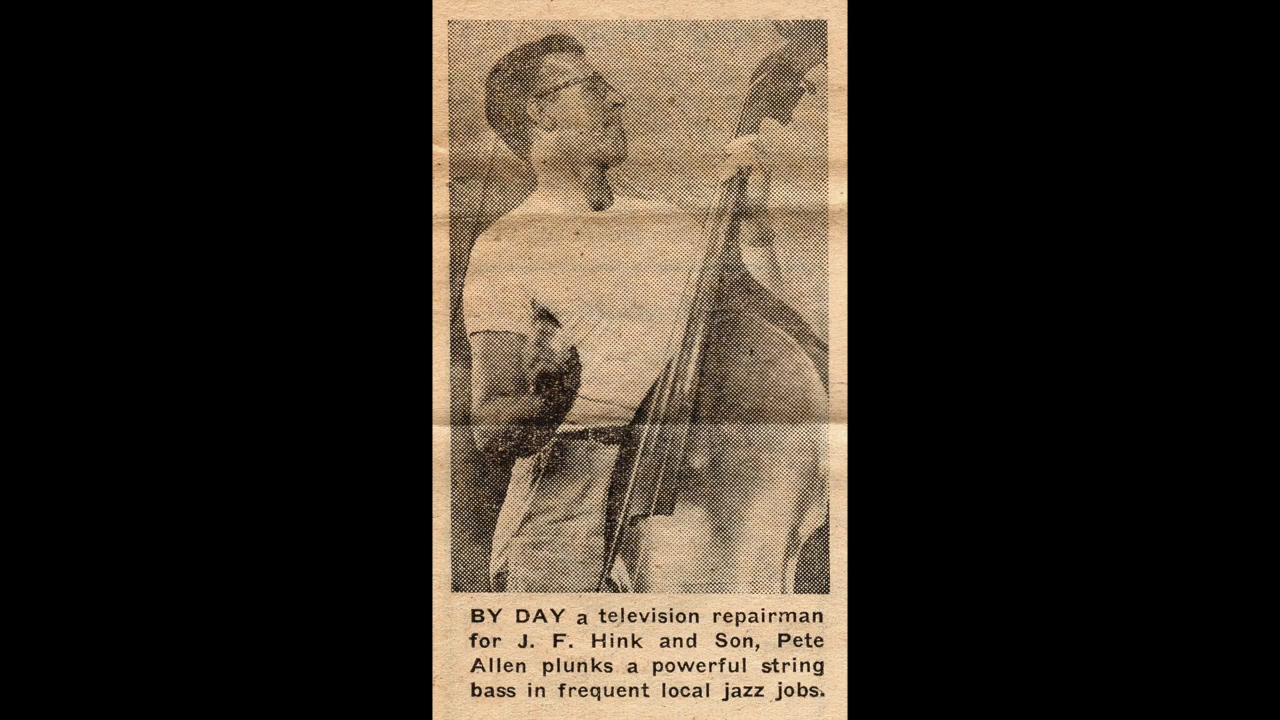 BY DAY a television repairman
for J. F. Hink and Son, Pete
Allen plunks a powerful string
bass in frequent local jazz jobs.